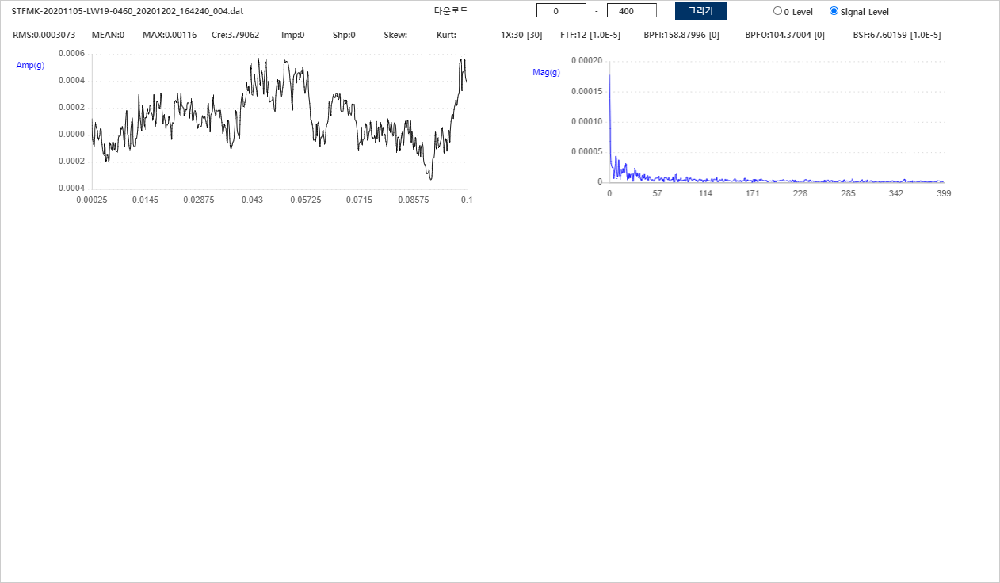 STFMK-20201105-LW19-0460_20201202_164240_004.dat 다운로드 0 - 400 그리기 0 Level Signal Level
RMS:0.0003073 MEAN:0 MAX:0.00116 Cre:3.79062 Imp:0 Shp:0 Skew: Kurt: 1X:30 [30] FTF:12 [1.0E-5] BPFI:158.87996 [0] BPFO:104.37004 [0] BSF:67.60159 [1.0E-5]
Amp(g)
0.0006
0.0004
0.0002
-0.0000
-0.0002
-0.0004
0.00025 0.0145 0.02875 0.043 0.05725 0.0715 0.08575 0.1
Mag(g)
0.00020
0.00015
0.00010
0.00005
0
0 57 114 171 228 285 342 399